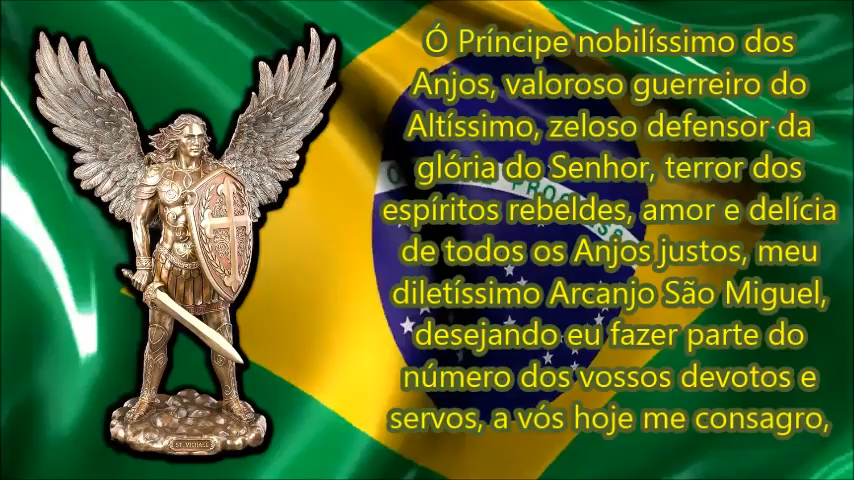 Ó Príncipe nobilíssimo dos
Anjos, valoroso guerreiro do
Altíssimo, zeloso defensor da
glória do Senhor, terror dos
espíritos rebeldes, amor e delícia
de todos os Anjos justos, meu
diletíssimo Arcanjo São Miguel,
desejando eu fazer parte do
número dos vossos devotos e
servos, a vós hoje me consagro,
ST. MICHAEL